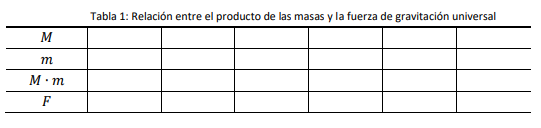 Tabla 1: Relación entre el producto de las masas y la fuerza de gravitación universal
M
m
M · m
F